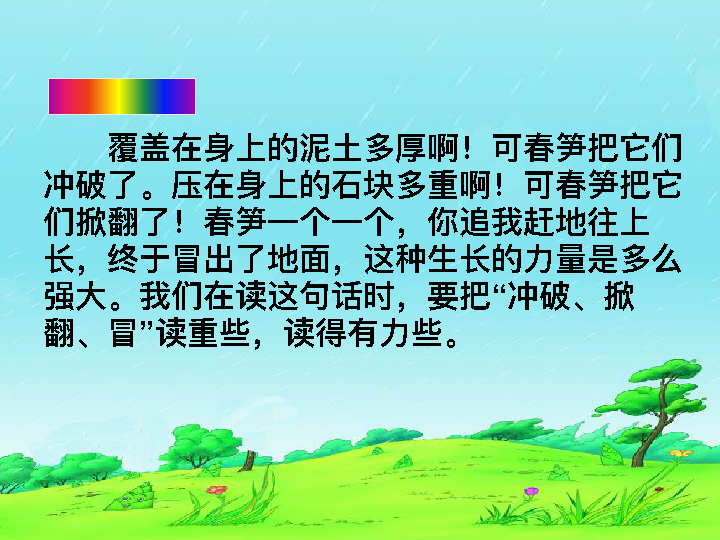 覆盖在身上的泥土多厚啊！可春笋把它们
冲破了。压在身上的石块多重啊！可春笋把它
们掀翻了！春笋一个一个，你追我赶地往上
长，终于冒出了地面，这种生长的力量是多么
强大。我们在读这句话时，要把“冲破、掀
翻、冒”读重些，读得有力些。